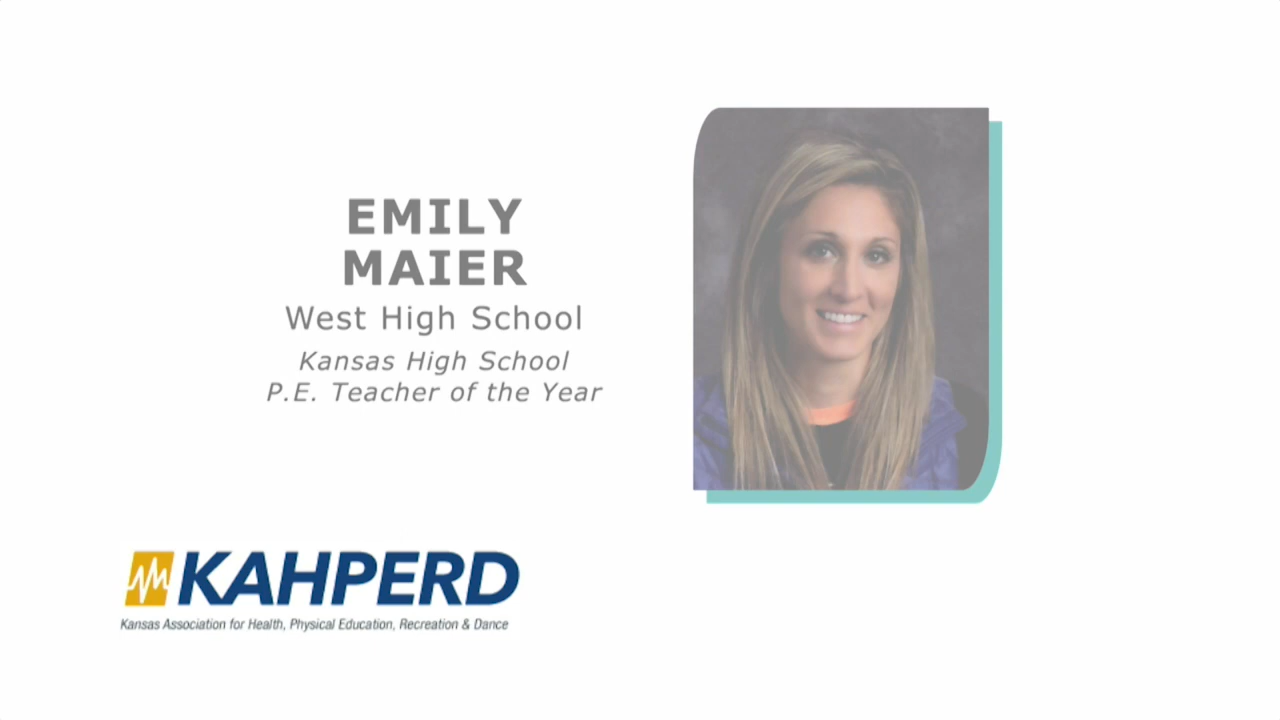 EMILY
MAIER
West High School
Kansas High School
P.E. Teacher of the Year
KAHPERD
Kansas Association for Health, Physical Education, Recreation & Dance